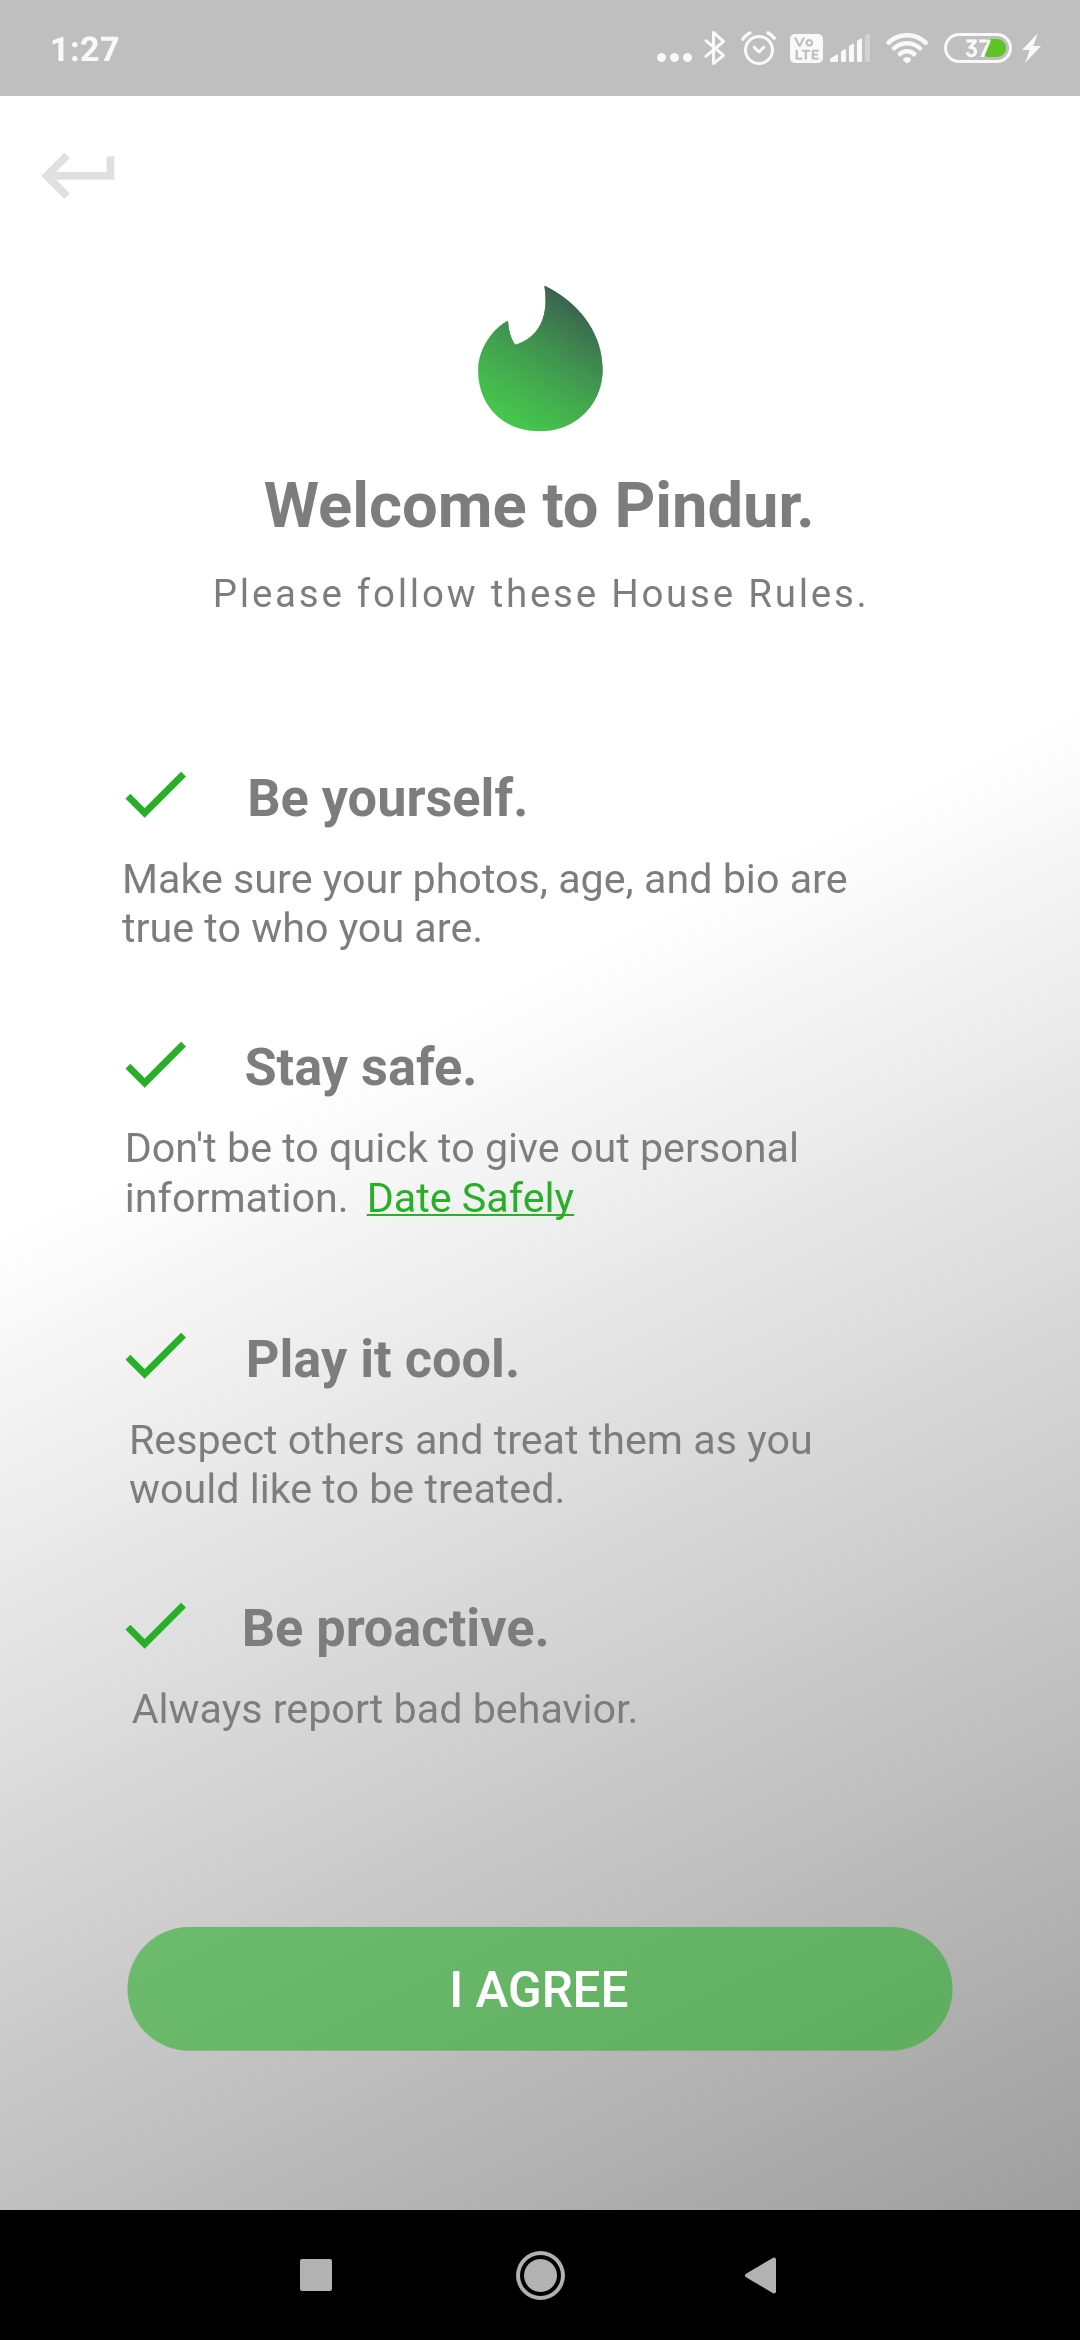 1:27
Vo
LTE
37
Welcome to Pindur.
Please follow these House Rules.
Be yourself.
Make sure your photos, age, and bio are
true to who you are.
Stay safe.
Don't be to quick to give out personal
information. Date Safely
Play it cool.
Respect others and treat them as you
would like to be treated.
Be proactive.
Always report bad behavior.
I AGREE